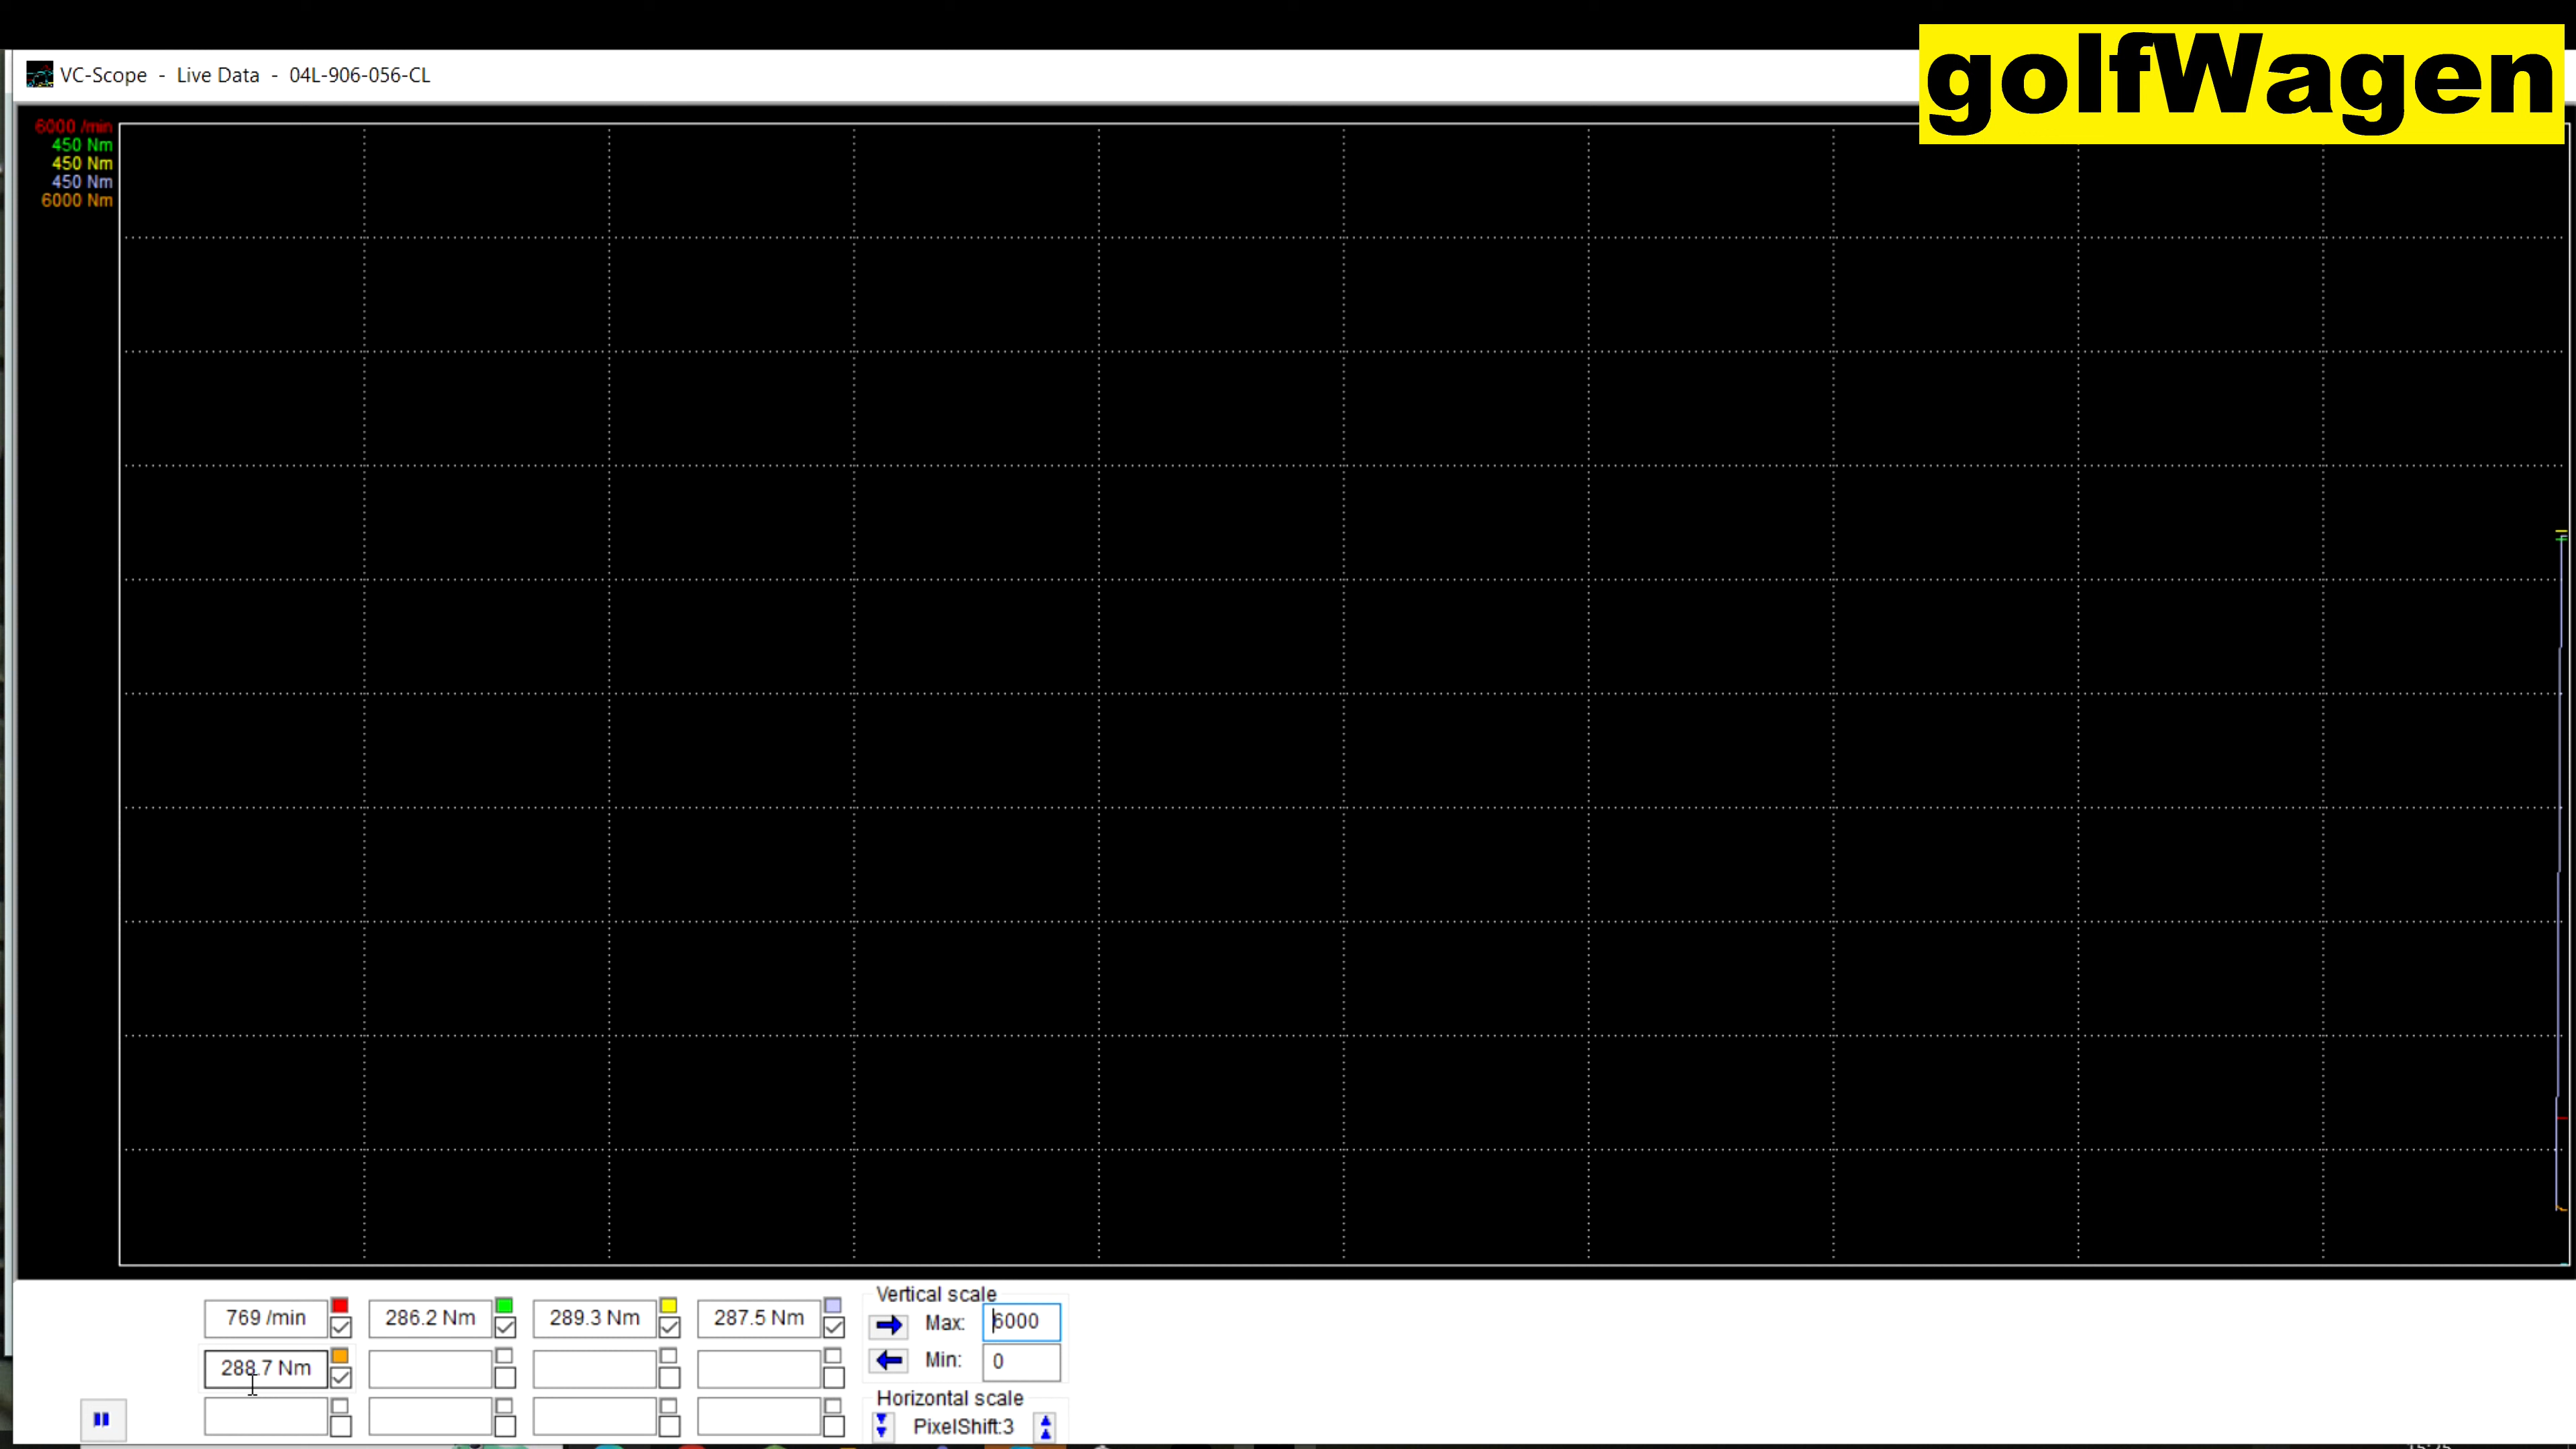 golfWagen
VC-Scope - Live Data - 04L-906-056-CL
6000 /min
450 Nm
450 Nm
450 Nm
6000 Nm
769 /min
286.2 Nm
289.3 Nm
287.5 Nm
288.7 Nm
Vertical scale
Max: 6000
Min: 0
Horizontal scale
PixelShift:3